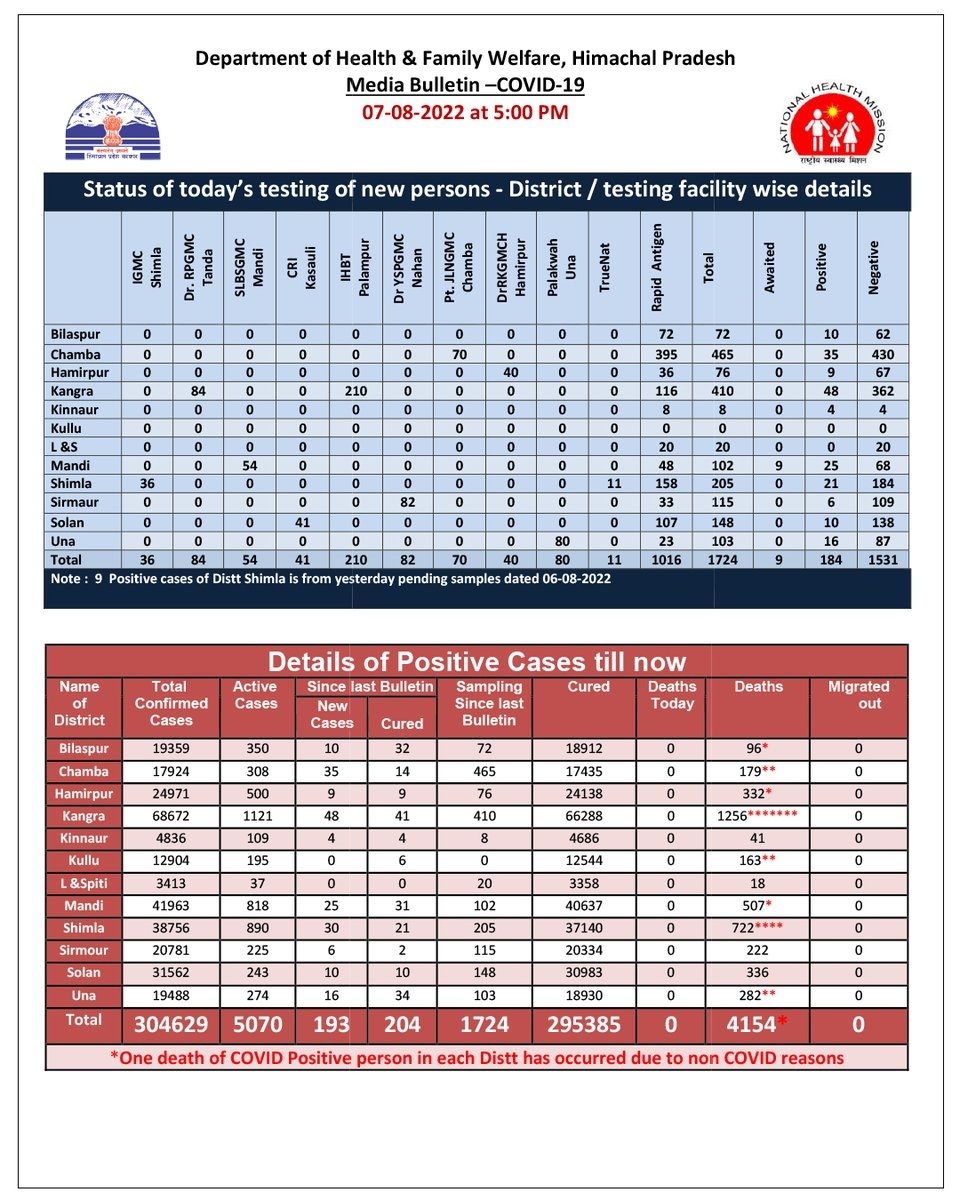 Department of Health & Family Welfare, Himachal Pradesh
Media Bulletin –COVID-19
07-08-2022 at 5:00 PM
NATIONAL HEALTH MISSION
राष्ट्रीय स्वास्थ्य मिशन
Status of today's testing of new persons - District / testing facility wise details
IGMC Shimla Dr. RPGMC Tanda SLBSGMC Mandi CRI Kasauli IHBT Palampur Dr YSPGMC Nahan Pt. JLNGMC Chamba DrRKGMCH Hamirpur Palakwah Una TrueNat Rapid Antigen Total Awaited Positive Negative
Bilaspur 0 0 0 0 0 0 0 0 0 0 72 72 0 10 62
Chamba 0 0 0 0 0 0 70 0 0 0 395 465 0 35 430
Hamirpur 0 0 0 0 0 0 0 40 0 0 36 76 0 9 67
Kangra 0 84 0 0 210 0 0 0 0 0 116 410 0 48 362
Kinnaur 0 0 0 0 0 0 0 0 0 0 8 8 0 4 4
Kullu 0 0 0 0 0 0 0 0 0 0 0 0 0 0 0
L &S 0 0 0 0 0 0 0 0 0 0 20 20 0 0 20
Mandi 0 0 54 0 0 0 0 0 0 0 48 102 9 25 68
Shimla 36 0 0 0 0 0 0 0 0 11 158 205 0 21 184
Sirmaur 0 0 0 0 0 82 0 0 0 0 33 115 0 6 109
Solan 0 0 0 41 0 0 0 0 0 0 107 148 0 10 138
Una 0 0 0 0 0 0 0 0 80 0 23 103 0 16 87
Total 36 84 54 41 210 82 70 40 80 11 1016 1724 9 184 1531
Note : 9 Positive cases of Distt Shimla is from yesterday pending samples dated 06-08-2022
Details of Positive Cases till now
Name of District Total Confirmed Cases Active Cases Since last Bulletin New Cases Cured Sampling Since last Bulletin Cured Deaths Today Deaths Migrated out
Bilaspur 19359 350 10 32 72 18912 0 96* 0
Chamba 17924 308 35 14 465 17435 0 179** 0
Hamirpur 24971 500 9 9 76 24138 0 332* 0
Kangra 68672 1121 48 41 410 66288 0 1256******* 0
Kinnaur 4836 109 4 4 8 4686 0 41 0
Kullu 12904 195 0 6 0 12544 0 163** 0
L &Spiti 3413 37 0 0 20 3358 0 18 0
Mandi 41963 818 25 31 102 40637 0 507* 0
Shimla 38756 890 30 21 205 37140 0 722**** 0
Sirmour 20781 225 6 2 115 20334 0 222 0
Solan 31562 243 10 10 148 30983 0 336 0
Una 19488 274 16 34 103 18930 0 282** 0
Total 304629 5070 193 204 1724 295385 0 4154* 0
*One death of COVID Positive person in each Distt has occurred due to non COVID reasons